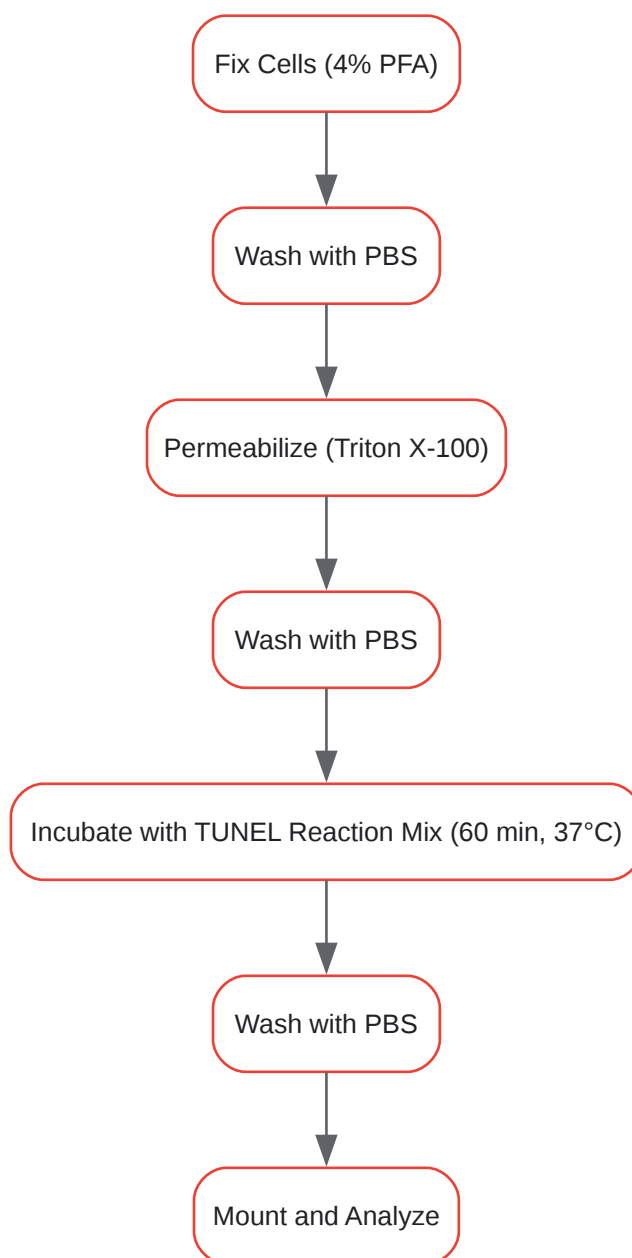 Fix Cells (4% PFA)
Wash with PBS
Permeabilize (Triton X-100)
Wash with PBS
Incubate with TUNEL Reaction Mix (60 min, 37°C)
Wash with PBS
Mount and Analyze